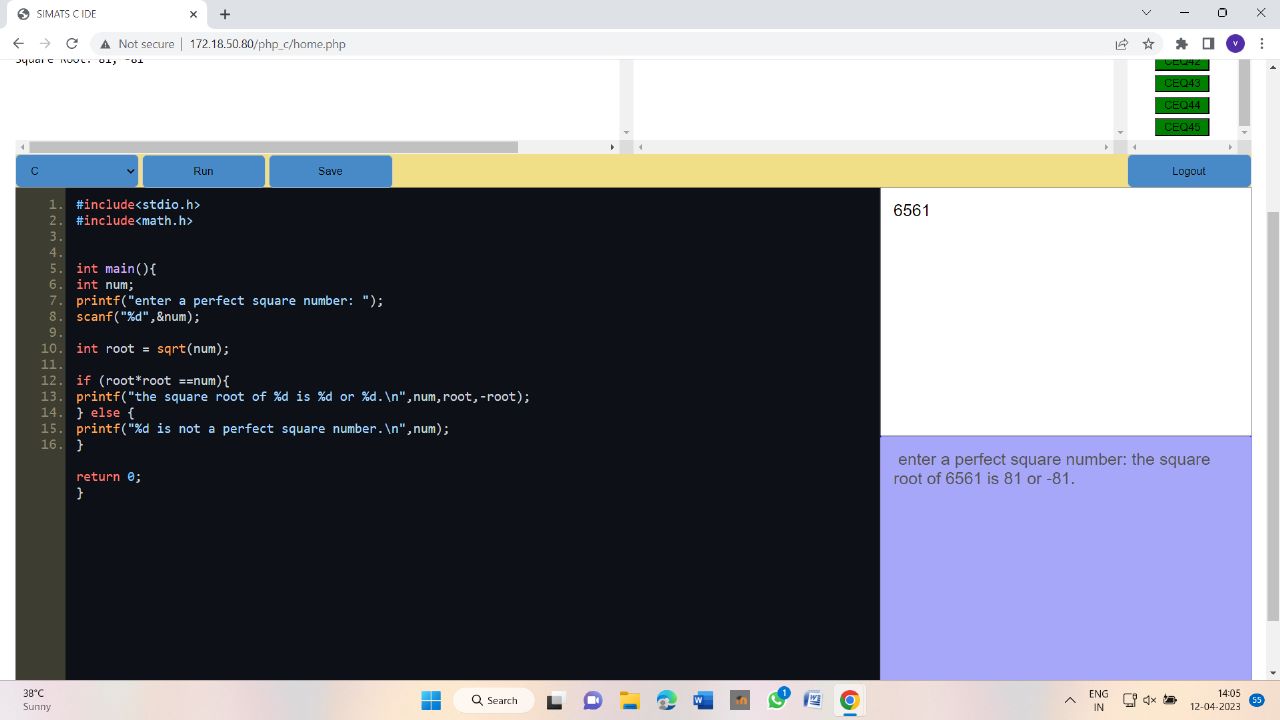 SIMATS C IDE
Not secure | 172.18.50.80/php_c/home.php
V
Square Root: 81, -81
CEQ42
CEQ43
CEQ44
CEQ45
C
Run
Save
Logout
1. #include<stdio.h>
2. #include<math.h>
3.
4.
5. int main(){
6. int num;
7. printf("enter a perfect square number: ");
8. scanf("%d",&num);
9.
10. int root = sqrt(num);
11.
12. if (root*root ==num){
13. printf("the square root of %d is %d or %d.\n",num,root,-root);
14. } else {
15. printf("%d is not a perfect square number.\n",num);
16. }
return 0;
}
6561
enter a perfect square number: the square
root of 6561 is 81 or -81.
38°C
Sunny
Search
1
ENG
IN
14:05
12-04-2023
55